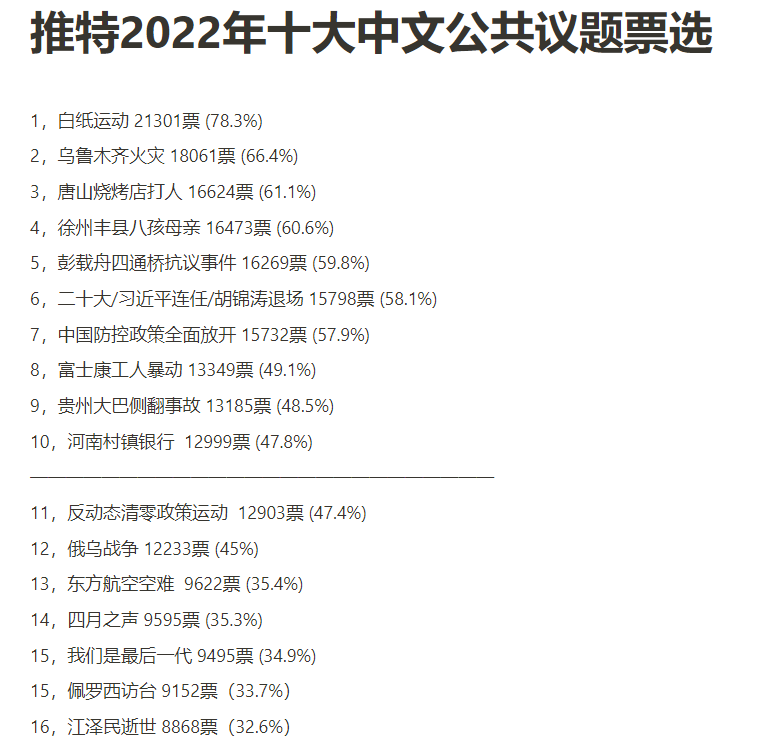 推特2022年十大中文公共议题票选
1，白纸运动 21301票 (78.3%)
2，乌鲁木齐火灾 18061票 (66.4%)
3，唐山烧烤店打人 16624票 (61.1%)
4，徐州丰县八孩母亲 16473票 (60.6%)
5，彭载舟四通桥抗议事件 16269票 (59.8%)
6，二十大/习近平连任/胡锦涛退场 15798票 (58.1%)
7，中国防控政策全面放开 15732票 (57.9%)
8，富士康工人暴动 13349票 (49.1%)
9，贵州大巴侧翻事故 13185票 (48.5%)
10，河南村镇银行  12999票 (47.8%)
11，反动态清零政策运动  12903票 (47.4%)
12，俄乌战争 12233票 (45%)
13，东方航空空难  9622票 (35.4%)
14，四月之声 9595票 (35.3%)
15，我们是最后一代 9495票 (34.9%)
15，佩罗西访台 9152票（33.7%）
16，江泽民逝世 8868票（32.6%）